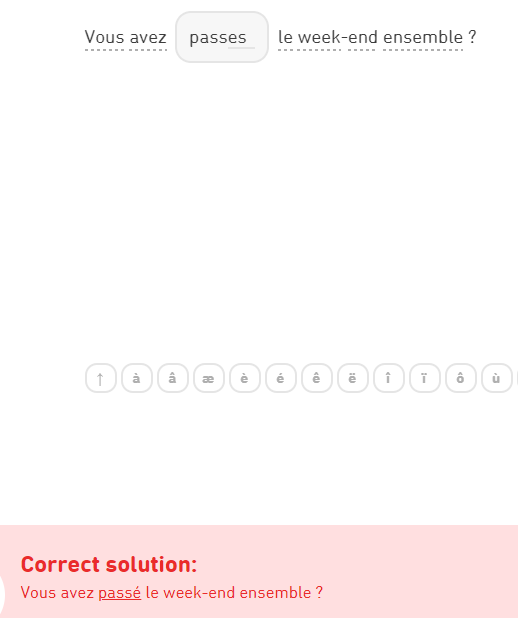 Vous avez passes le week-end ensemble ?
↑ à â æ è é ê ë î ï ô ù
Correct solution:
Vous avez passé le week-end ensemble ?